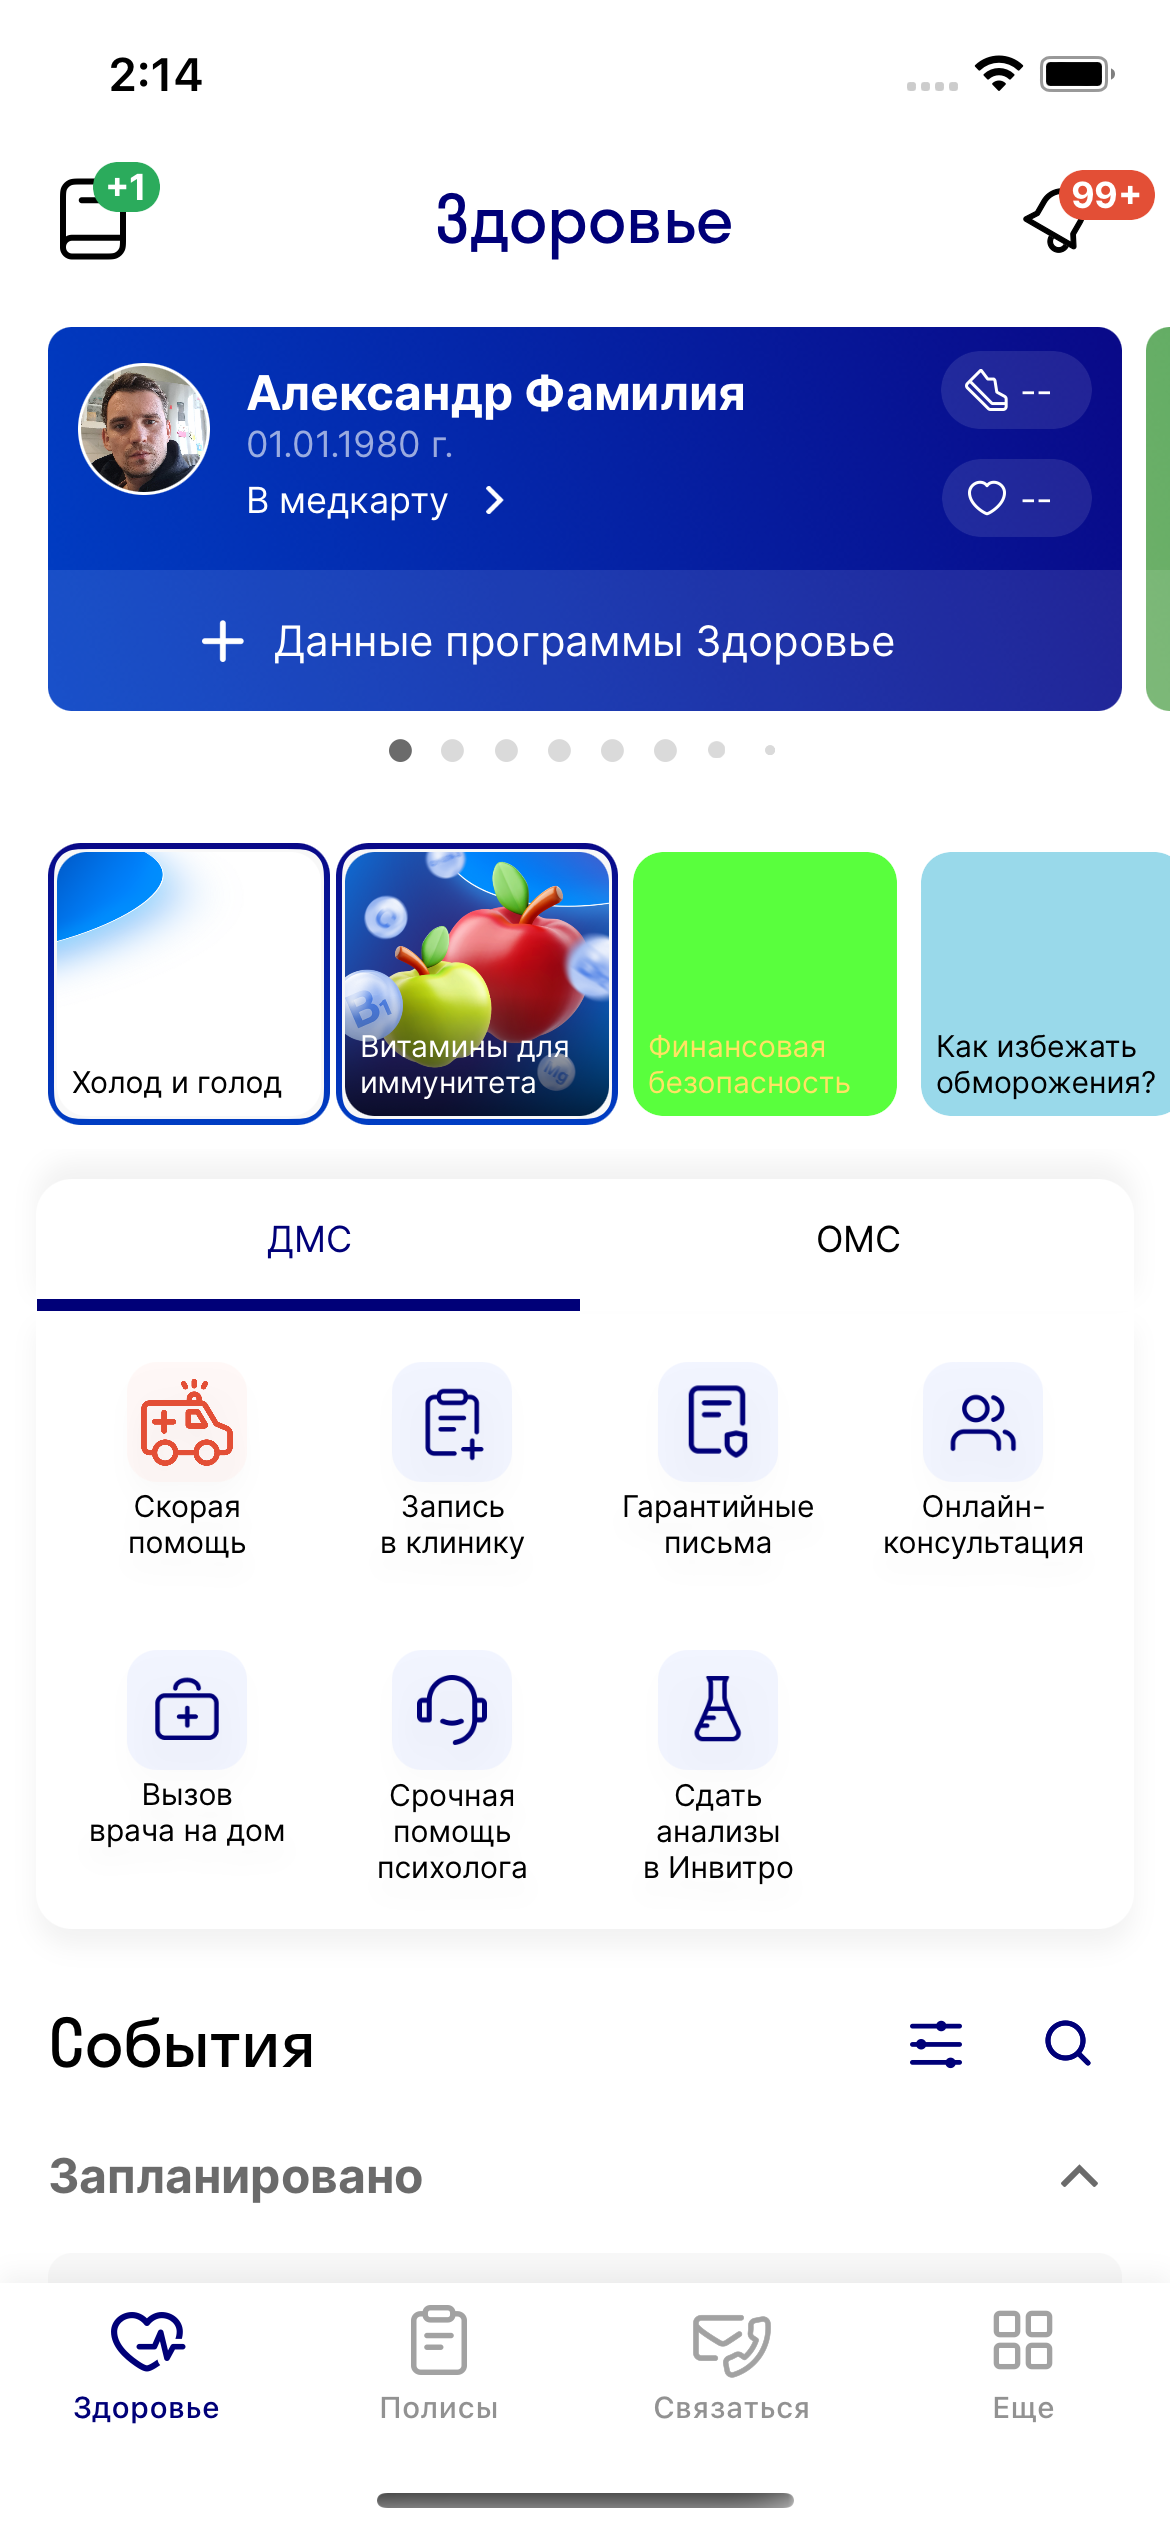 2:14
+1
Здоровье
99+
Александр Фамилия
01.01.1980 г.
В медкарту
--
--
Данные программы Здоровье
Холод и голод
B1
Mg
Витамины для
иммунитета
Финансовая
безопасность
Как избежать
обморожения?
ДМС
ОМС
Скорая
помощь
Запись
в клинику
Гарантийные
письма
Онлайн-
консультация
Вызов
врача на дом
Срочная
помощь
психолога
Сдать
анализы
в Инвитро
События
Запланировано
Здоровье
Полисы
Связаться
Еще